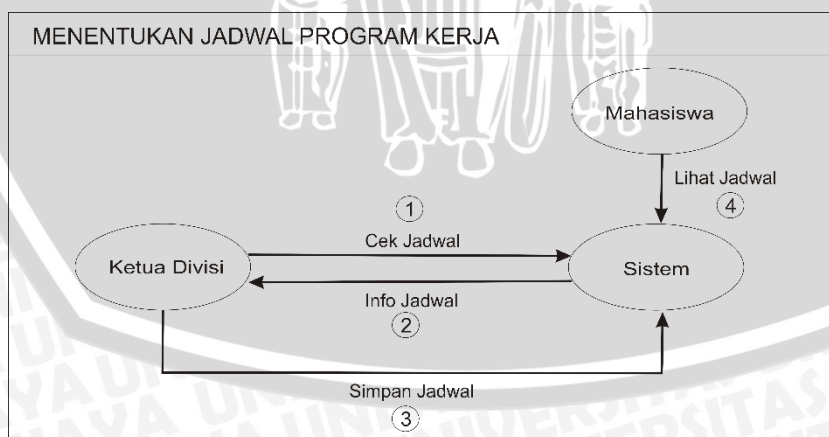 MENENTUKAN JADWAL PROGRAM KERJA
Mahasiswa
Lihat Jadwal
4
1
Cek Jadwal
Ketua Divisi
Sistem
Info Jadwal
2
Simpan Jadwal
3